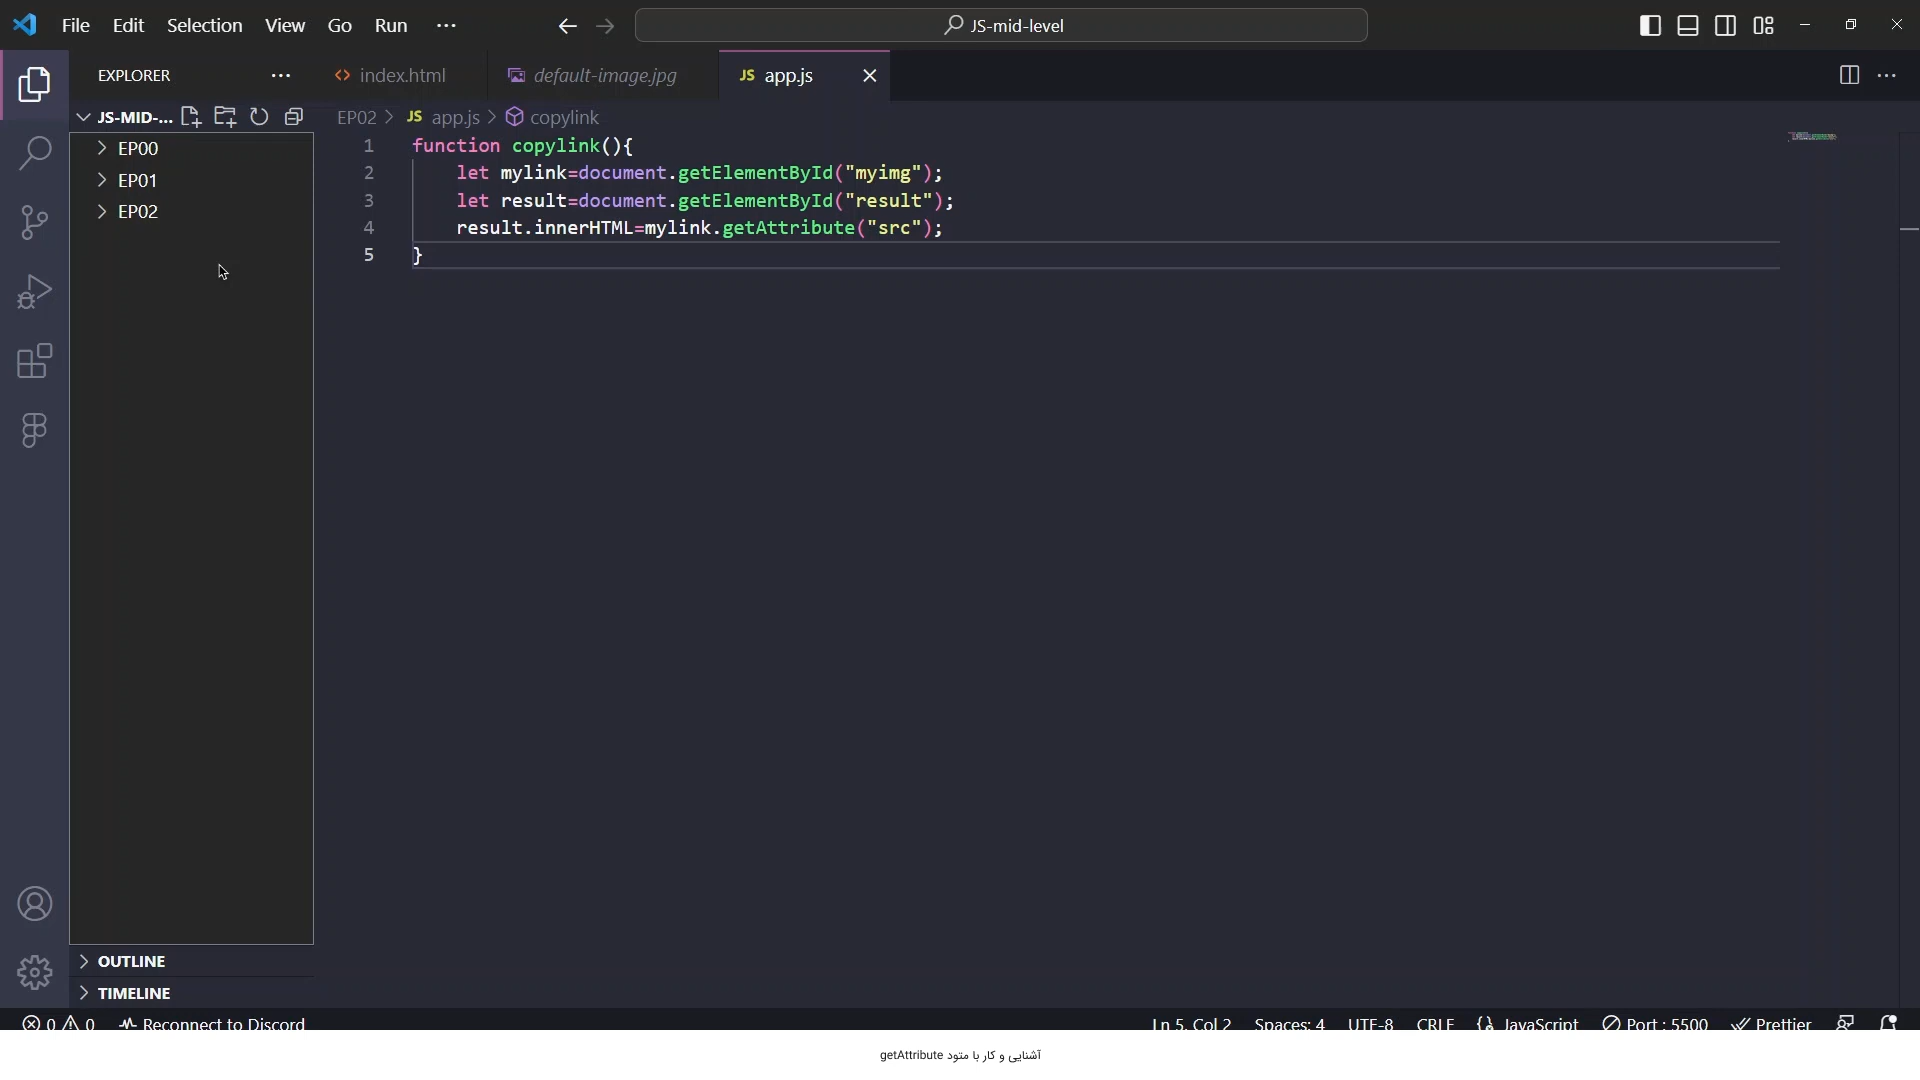 File Edit Selection View Go Run ...
JS-mid-level
EXPLORER
index.html
default-image.jpg
JS app.js
JS-MID-...
EP02 > JS app.js > copylink
EP00
EP01
EP02
1 function copylink(){
2     let mylink=document.getElementById("myimg");
3     let result=document.getElementById("result");
4     result.innerHTML=mylink.getAttribute("src");
5 }
OUTLINE
TIMELINE
0 0 Reconnect to Discord
Ln 5, Col 2 Spaces: 4 UTF-8 CRLF {} JavaScript Port : 5500 Prettier
آشنایی و کار با متود getAttribute